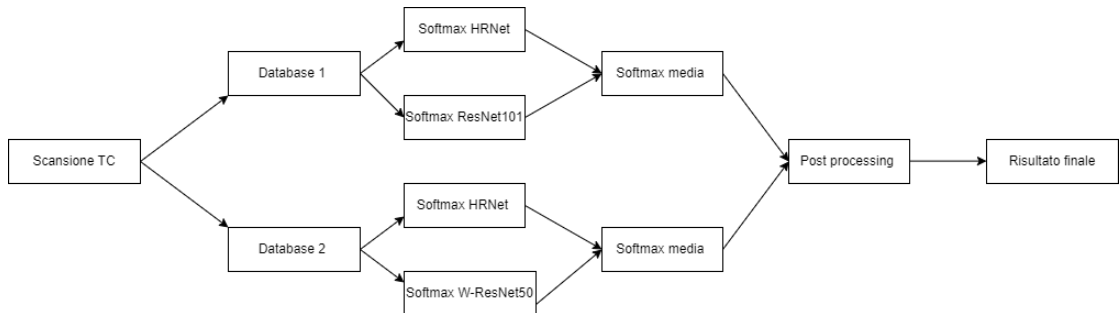 Scansione TC
Database 1
Softmax HRNet
Softmax ResNet101
Softmax media
Database 2
Softmax HRNet
Softmax W-ResNet50
Softmax media
Post processing
Risultato finale